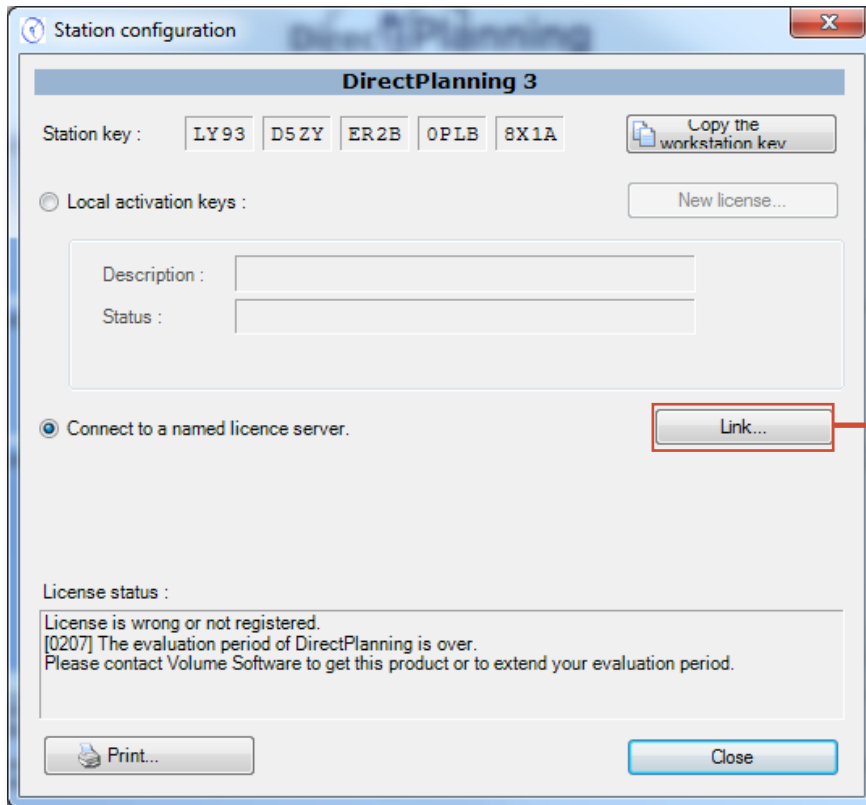 Station configuration
DirectPlanning
DirectPlanning 3
Station key : LY93 D5ZY ER2B 0PLB 8X1A
Copy the
workstation key
Local activation keys :
New license...
Description :
Status :
Connect to a named licence server.
Link...
License status :
License is wrong or not registered.
[0207] The evaluation period of DirectPlanning is over.
Please contact Volume Software to get this product or to extend your evaluation period.
Print...
Close